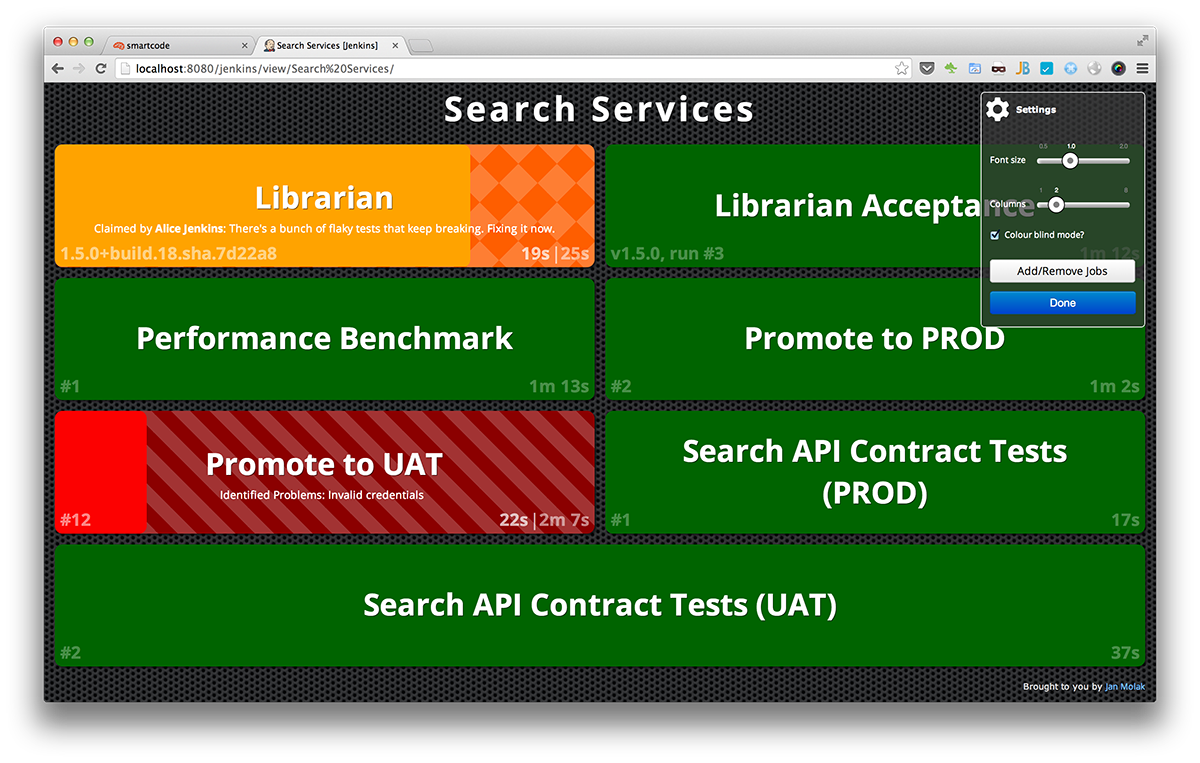 smartcode
Search Services [Jenkins]
localhost:8080/jenkins/view/Search%20Services/
JB
Search Services
Settings
0.5 1.0 2.0
Font size
1 2 8
Columns
Colour blind mode?
Add/Remove Jobs
Done
Librarian
Claimed by Alice Jenkins: There's a bunch of flaky tests that keep breaking. Fixing it now.
1.5.0+build.18.sha.7d22a8
19s|25s
Librarian Acceptance
v1.5.0, run #3
1m 12s
Performance Benchmark
#1
1m 13s
Promote to PROD
#2
1m 2s
Promote to UAT
Identified Problems: Invalid credentials
#12
22s|2m 7s
Search API Contract Tests
(PROD)
#1
17s
Search API Contract Tests (UAT)
#2
37s
Brought to you by Jan Molak